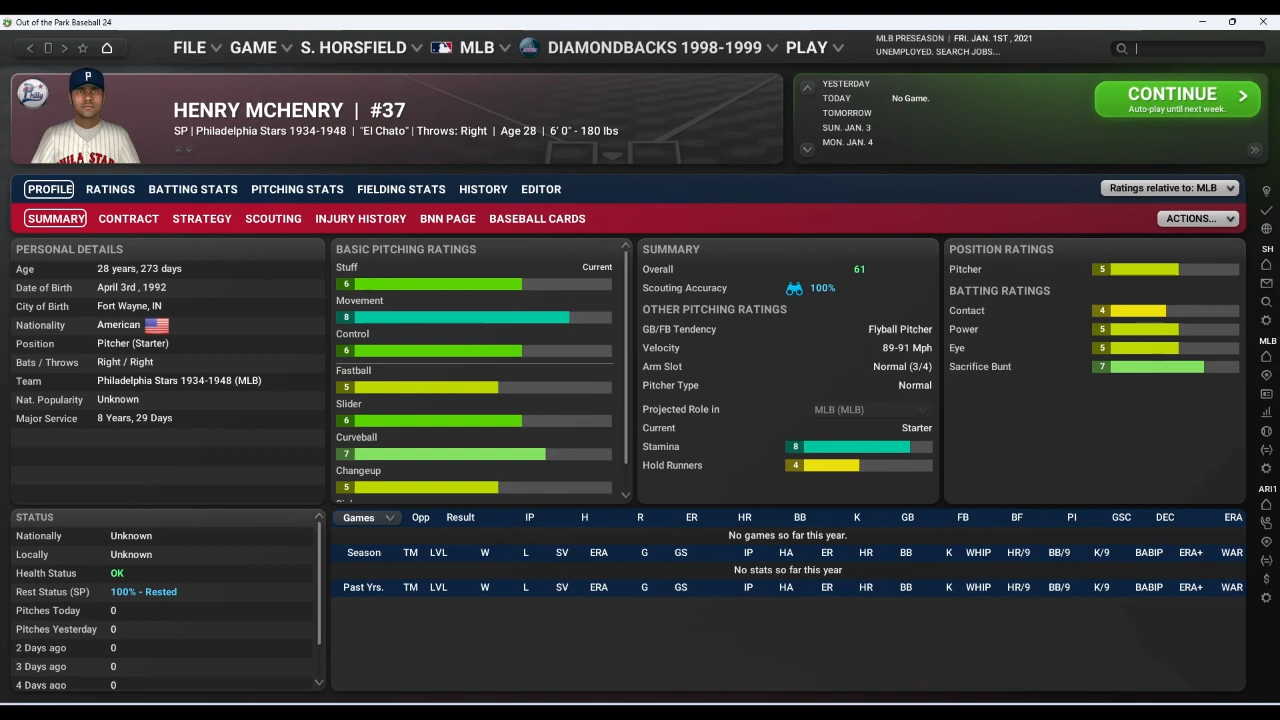 Out of the Park Baseball 24
FILE GAME S. HORSFIELD MLB DIAMONDBACKS 1998-1999 PLAY
MLB PRESEASON | FRI. JAN. 1ST, 2021
UNEMPLOYED. SEARCH JOBS...
P
HENRY MCHENRY | #37
SP | Philadelphia Stars 1934-1948 | "El Chato" | Throws: Right | Age 28 | 6' 0" - 180 lbs
YESTERDAY
TODAY No Game.
TOMORROW
SUN. JAN. 3
MON. JAN. 4
CONTINUE
Auto-play until next week.
PROFILE RATINGS BATTING STATS PITCHING STATS FIELDING STATS HISTORY EDITOR
Ratings relative to: MLB
SUMMARY CONTRACT STRATEGY SCOUTING INJURY HISTORY BNN PAGE BASEBALL CARDS
ACTIONS...
PERSONAL DETAILS
Age 28 years, 273 days
Date of Birth April 3rd , 1992
City of Birth Fort Wayne, IN
Nationality American
Position Pitcher (Starter)
Bats / Throws Right / Right
Team Philadelphia Stars 1934-1948 (MLB)
Nat. Popularity Unknown
Major Service 8 Years, 29 Days
BASIC PITCHING RATINGS
Stuff Current
6
Movement
8
Control
6
Fastball
5
Slider
6
Curveball
7
Changeup
5
SUMMARY
Overall 61
Scouting Accuracy 100%
OTHER PITCHING RATINGS
GB/FB Tendency Flyball Pitcher
Velocity 89-91 Mph
Arm Slot Normal (3/4)
Pitcher Type Normal
Projected Role in MLB (MLB)
Current Starter
Stamina 8
Hold Runners 4
POSITION RATINGS
Pitcher 5
BATTING RATINGS
Contact 4
Power 5
Eye 5
Sacrifice Bunt 7
SH
MLB
ARI1
STATUS
Nationally Unknown
Locally Unknown
Health Status OK
Rest Status (SP) 100% - Rested
Pitches Today 0
Pitches Yesterday 0
2 Days ago 0
3 Days ago 0
4 Days ago 0
Games Opp Result IP H R ER HR BB K GB FB BF PI GSC DEC ERA
No games so far this year.
Season TM LVL W L SV ERA G GS IP HA ER HR BB K WHIP HR/9 BB/9 K/9 BABIP ERA+ WAR
No stats so far this year
Past Yrs. TM LVL W L SV ERA G GS IP HA ER HR BB K WHIP HR/9 BB/9 K/9 BABIP ERA+ WAR